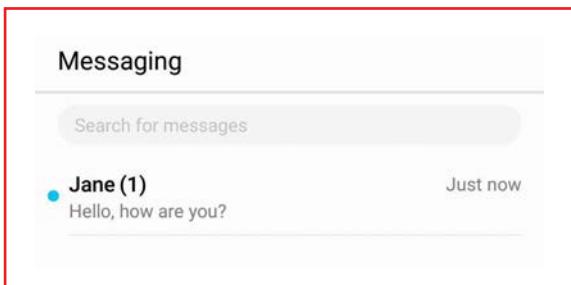 Messaging
Search for messages
Jane (1) Just now
Hello, how are you?